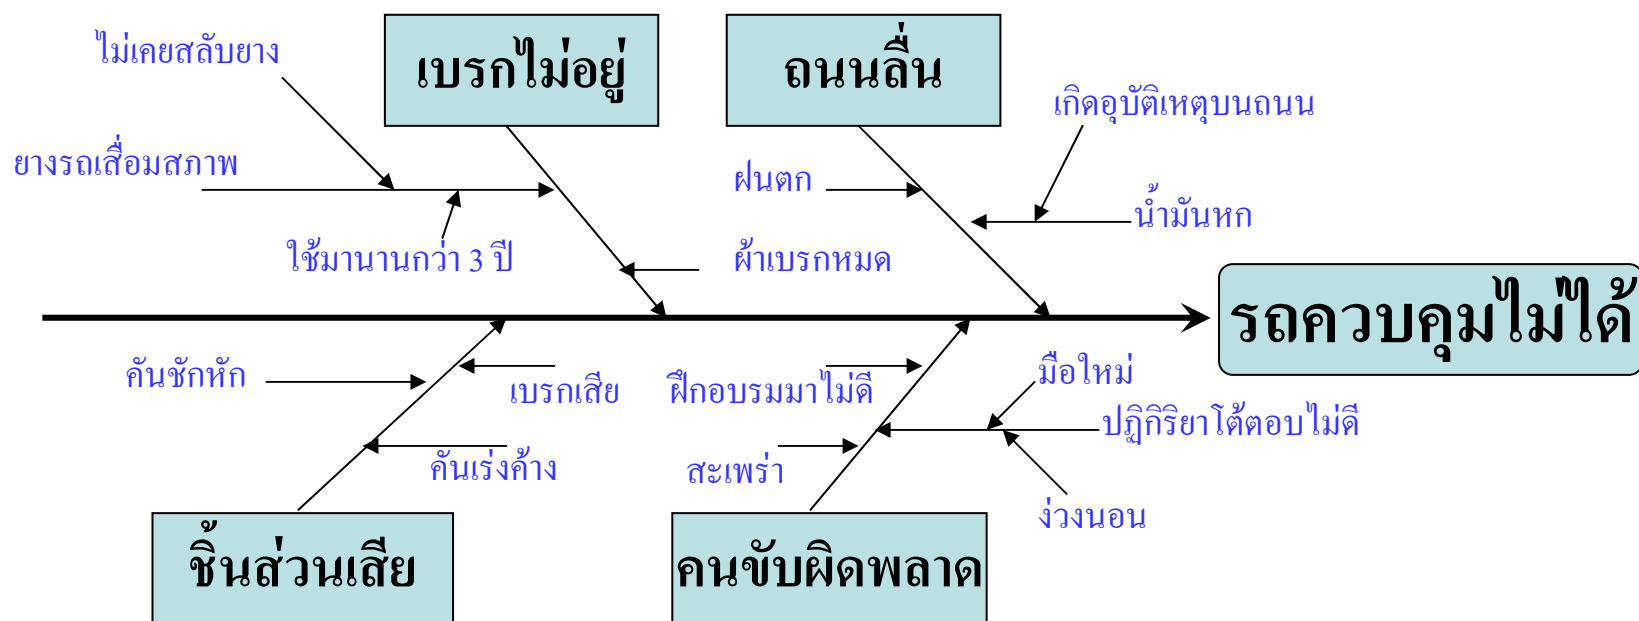 ไม่เคยสลับยาง
เบรกไม่อยู่
ถนนลื่น
เกิดอุบัติเหตุบนถนน
ยางรถเสื่อมสภาพ
ฝนตก
น้ำมันหก
ใช้มานานกว่า 3 ปี
ผ้าเบรกหมด
รถควบคุมไม่ได้
คันชักหัก
เบรกเสีย
ฝึกอบรมมาไม่ดี
มือใหม่
ปฏิกิริยาโต้ตอบไม่ดี
คันเร่งค้าง
สะเพร่า
ง่วงนอน
ชิ้นส่วนเสีย
คนขับผิดพลาด